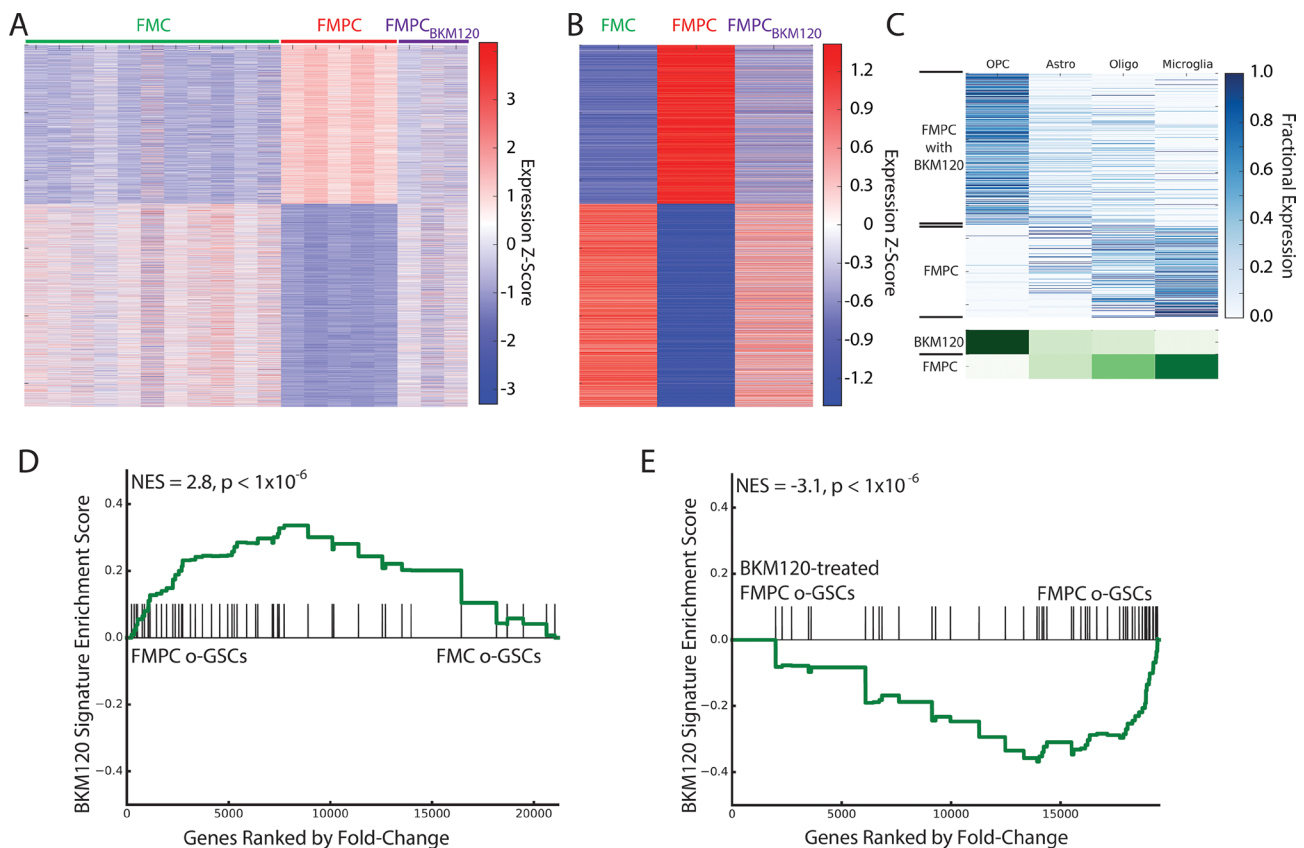 A
FMC
FMPC
FMPC BKM120
3
2
1
0
-1
-2
-3
Expression Z-Score
B
FMC
FMPC
FMPC BKM120
1.2
0.9
0.6
0.3
0
-0.3
-0.6
-0.9
-1.2
Expression Z-Score
C
OPC
Astro
Oligo
Microglia
FMPC
with
BKM120
FMPC
BKM120
FMPC
1.0
0.8
0.6
0.4
0.2
0.0
Fractional Expression
D
NES = 2.8, p < 1x10-6
BKM120 Signature Enrichment Score
0.4
0.2
0.0
−0.2
−0.4
FMPC o-GSCs
FMC o-GSCs
0
5000
10000
15000
20000
Genes Ranked by Fold-Change
E
NES = -3.1, p < 1x10-6
BKM120 Signature Enrichment Score
0.4
0.2
0.0
−0.2
−0.4
BKM120-treated
FMPC o-GSCs
FMPC o-GSCs
0
5000
10000
15000
Genes Ranked by Fold-Change